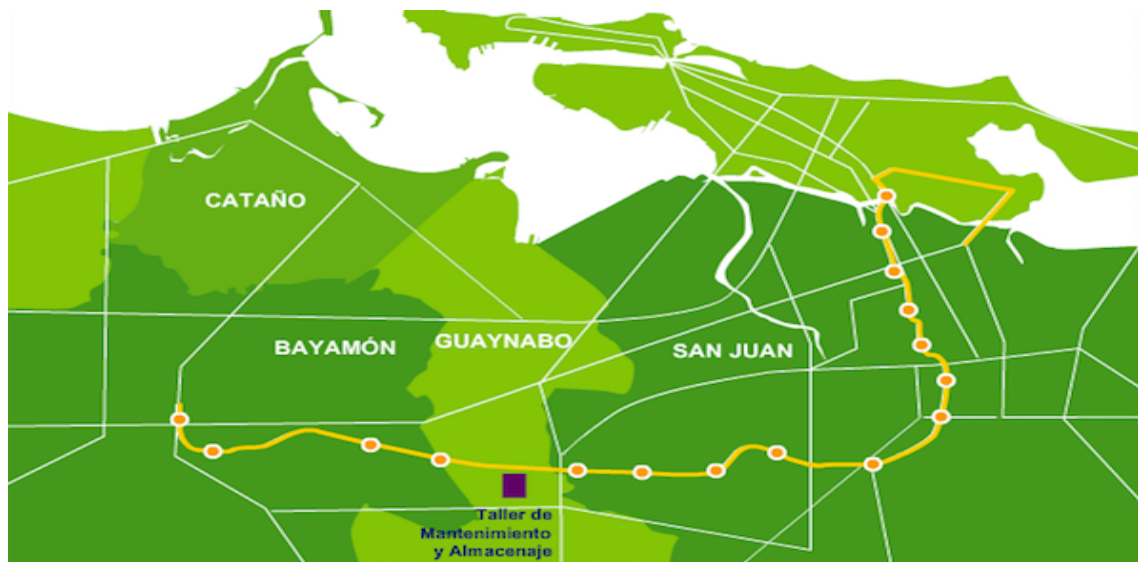 CATAÑO
BAYAMÓN
GUAYNABO
SAN JUAN
Taller de
Mantenimiento
y Almacenaje